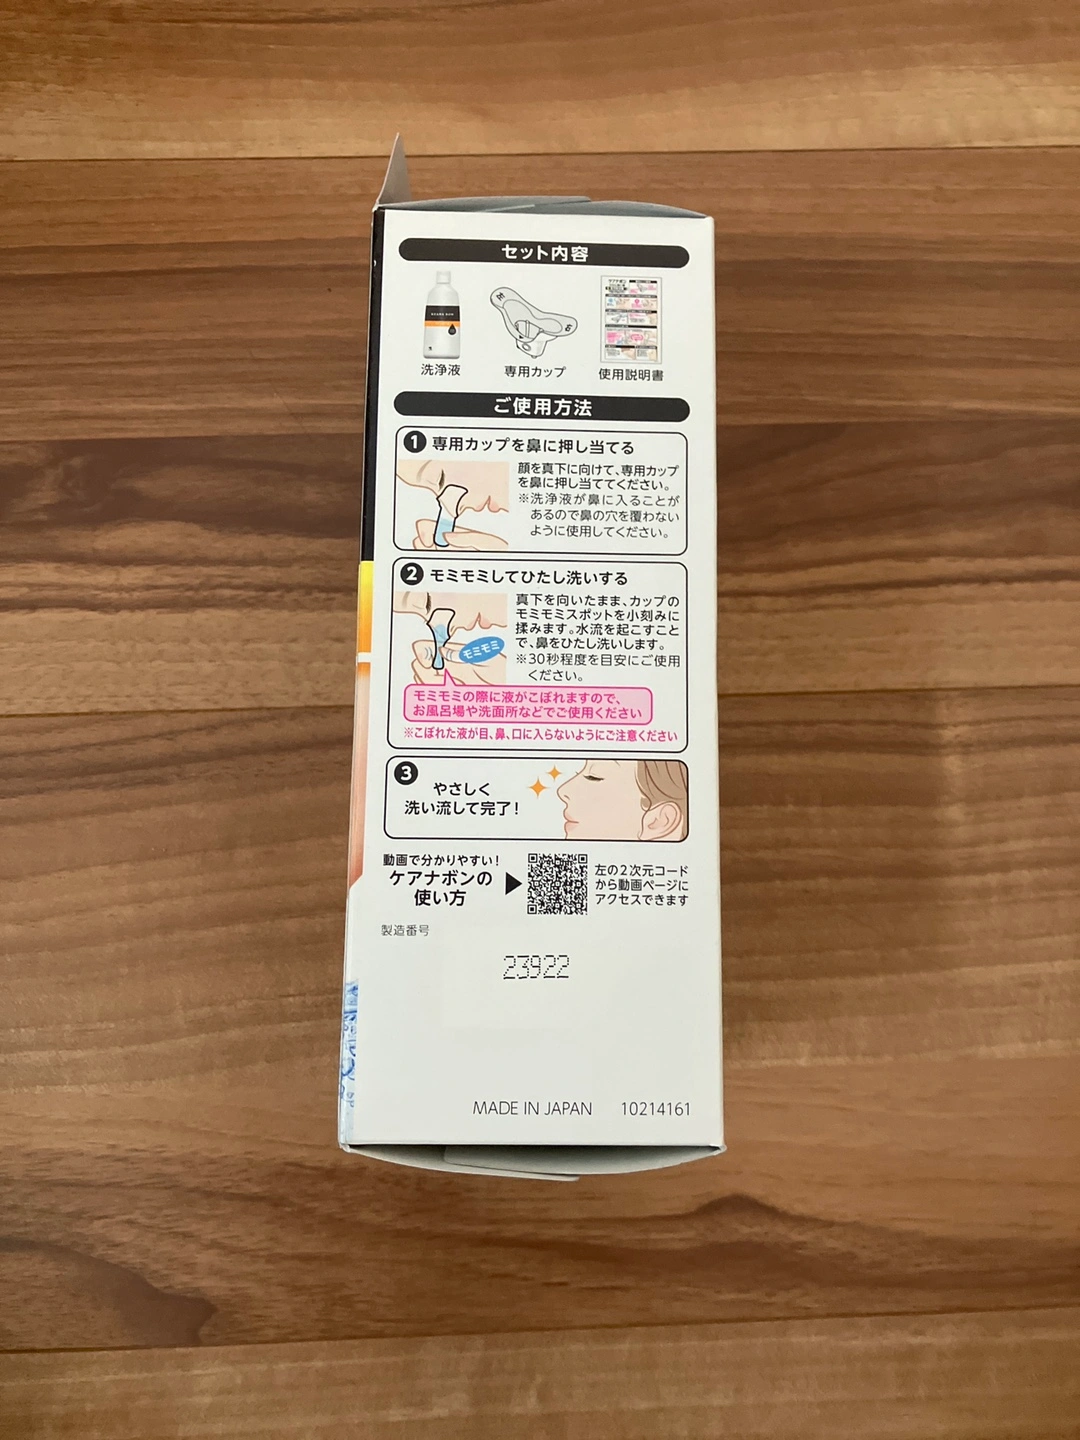 セット内容
洗浄液
専用カップ
使用説明書
ご使用方法
1 専用カップを鼻に押し当てる
顔を真下に向けて、専用カップ
を鼻に押し当ててください。
※洗浄液が鼻に入ることが
あるので鼻の穴を覆わない
ように使用してください。
2 モミモミしてひたし洗いする
真下を向いたまま、カップの
モミモミスポットを小刻みに
揉みます。水流を起こすこと
で、鼻をひたし洗いします。
※30秒程度を目安にご使用
ください。
モミモミ
モミモミの際に液がこぼれますので、
お風呂場や洗面所などでご使用ください
※こぼれた液が目、鼻、口に入らないようにご注意ください
3
やさしく
洗い流して完了!
動画で分かりやすい!
ケアナボンの
使い方
左の2次元コード
から動画ページに
アクセスできます
製造番号
23922
MADE IN JAPAN 10214161